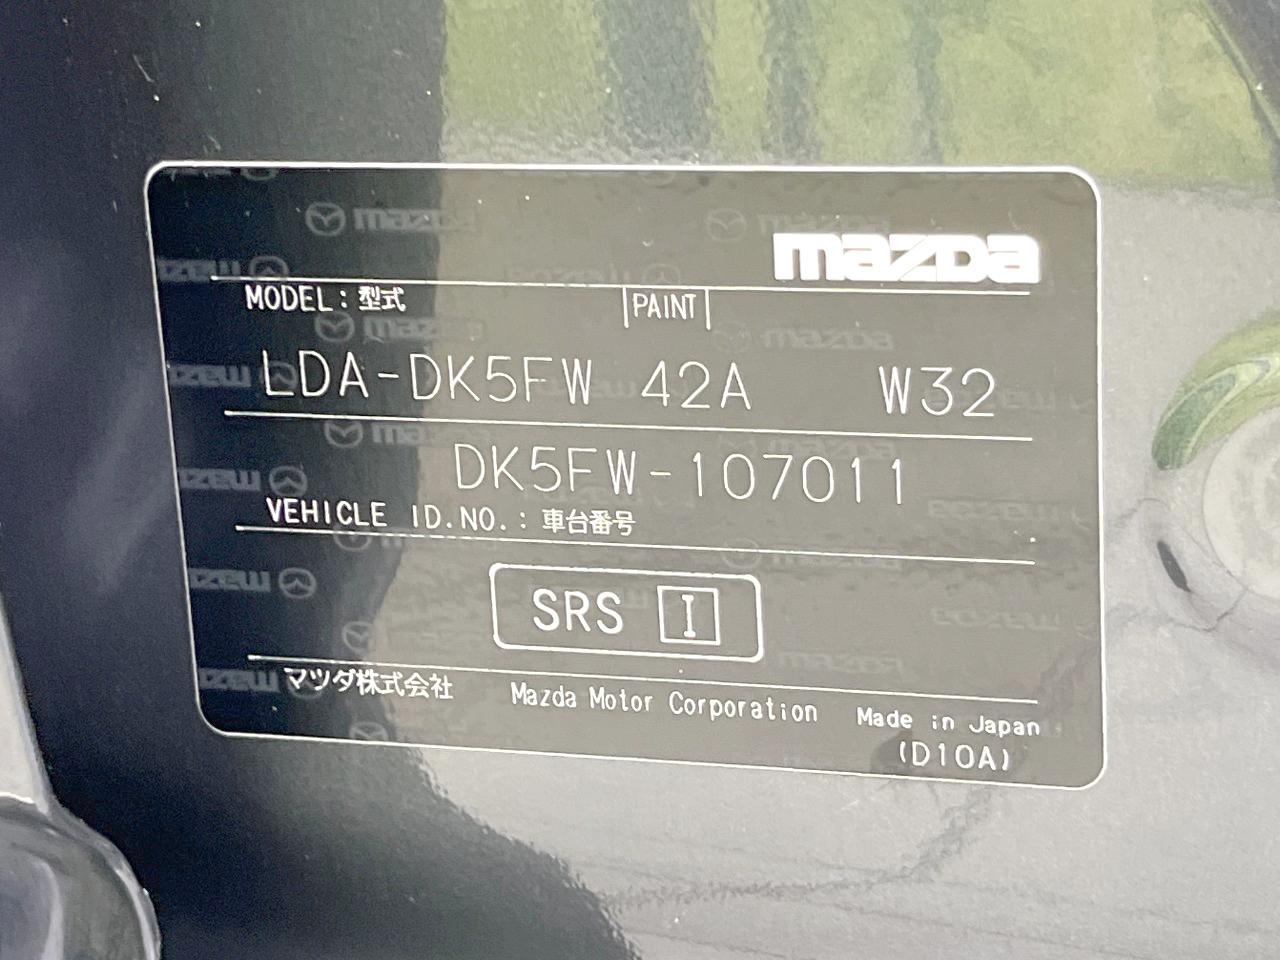 mazda
MODEL：型式 PAINT
LDA-DK5FW 42A W32
DK5FW-107011
VEHICLE ID.NO.：車台番号
SRS I
マツダ株式会社 Mazda Motor Corporation Made in Japan
(D10A)